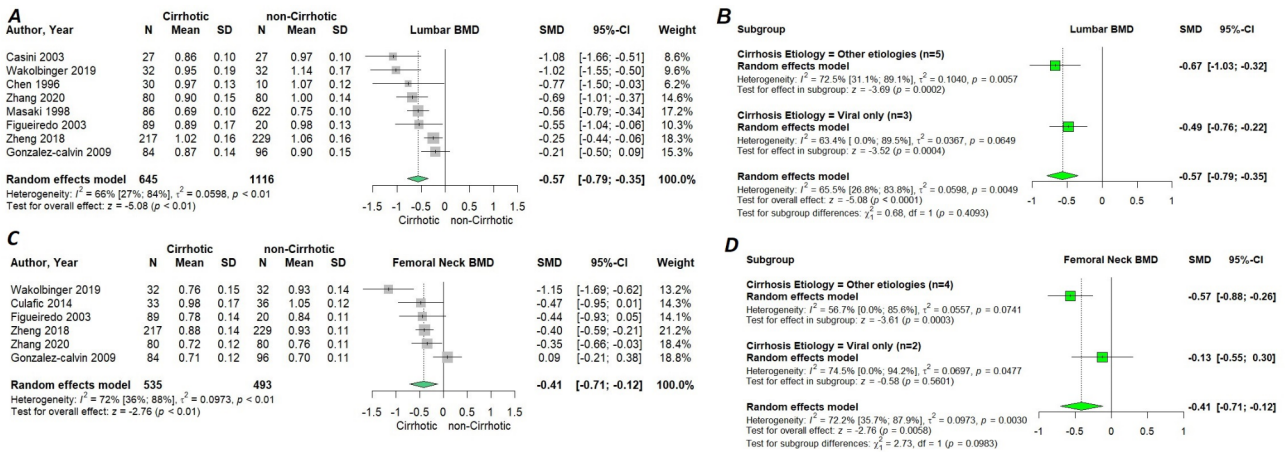 A
Cirrhotic non-Cirrhotic
Author, Year N Mean SD N Mean SD Lumbar BMD SMD 95%-CI Weight
Casini 2003 27 0.86 0.10 27 0.97 0.10 -1.08 [-1.66; -0.51] 8.6%
Wakolbinger 2019 32 0.95 0.19 32 1.14 0.17 -1.02 [-1.55; -0.50] 9.6%
Chen 1996 30 0.97 0.13 10 1.07 0.12 -0.77 [-1.50; -0.03] 6.2%
Zhang 2020 80 0.90 0.15 80 1.00 0.14 -0.69 [-1.01; -0.37] 14.6%
Masaki 1998 86 0.69 0.10 622 0.75 0.10 -0.56 [-0.79; -0.34] 17.2%
Figueiredo 2003 89 0.89 0.17 20 0.98 0.13 -0.55 [-1.04; -0.06] 10.3%
Zheng 2018 217 1.02 0.16 229 1.06 0.16 -0.25 [-0.44; -0.06] 18.3%
Gonzalez-calvin 2009 84 0.87 0.14 96 0.90 0.15 -0.21 [-0.50; 0.09] 15.3%
Random effects model 645 1116 -0.57 [-0.79; -0.35] 100.0%
Heterogeneity: I² = 66% [27%; 84%], τ² = 0.0598, p < 0.01
Test for overall effect: z = -5.08 (p < 0.01)
-1.5 -1 -0.5 0 0.5 1 1.5
Cirrhotic non-Cirrhotic
B
Subgroup Lumbar BMD SMD 95%-CI
Cirrhosis Etiology = Other etiologies (n=5)
Random effects model -0.67 [-1.03; -0.32]
Heterogeneity: I² = 72.5% [31.1%; 89.1%], τ² = 0.1040, p = 0.0057
Test for effect in subgroup: z = -3.69 (p = 0.0002)
Cirrhosis Etiology = Viral only (n=3)
Random effects model -0.49 [-0.76; -0.22]
Heterogeneity: I² = 63.4% [ 0.0%; 89.5%], τ² = 0.0367, p = 0.0649
Test for effect in subgroup: z = -3.52 (p = 0.0004)
Random effects model -0.57 [-0.79; -0.35]
Heterogeneity: I² = 65.5% [26.8%; 83.8%], τ² = 0.0598, p = 0.0049
Test for overall effect: z = -5.08 (p < 0.0001)
Test for subgroup differences: χ₁² = 0.68, df = 1 (p = 0.4093)
-1 -0.5 0 0.5 1
C
Cirrhotic non-Cirrhotic
Author, Year N Mean SD N Mean SD Femoral Neck BMD SMD 95%-CI Weight
Wakolbinger 2019 32 0.76 0.15 32 0.93 0.14 -1.15 [-1.69; -0.62] 13.2%
Culafic 2014 33 0.98 0.17 36 1.05 0.12 -0.47 [-0.95; 0.01] 14.3%
Figueiredo 2003 89 0.78 0.14 20 0.84 0.11 -0.44 [-0.93; 0.05] 14.1%
Zheng 2018 217 0.88 0.14 229 0.93 0.11 -0.40 [-0.59; -0.21] 21.2%
Zhang 2020 80 0.72 0.12 80 0.76 0.11 -0.35 [-0.66; -0.03] 18.4%
Gonzalez-calvin 2009 84 0.71 0.12 96 0.70 0.11 0.09 [-0.21; 0.38] 18.8%
Random effects model 535 493 -0.41 [-0.71; -0.12] 100.0%
Heterogeneity: I² = 72% [36%; 88%], τ² = 0.0973, p < 0.01
Test for overall effect: z = -2.76 (p < 0.01)
-1.5 -1 -0.5 0 0.5 1 1.5
Cirrhotic non-Cirrhotic
D
Subgroup Femoral Neck BMD SMD 95%-CI
Cirrhosis Etiology = Other etiologies (n=4)
Random effects model -0.57 [-0.88; -0.26]
Heterogeneity: I² = 56.7% [0.0%; 85.6%], τ² = 0.0557, p = 0.0741
Test for effect in subgroup: z = -3.61 (p = 0.0003)
Cirrhosis Etiology = Viral only (n=2)
Random effects model -0.13 [-0.55; 0.30]
Heterogeneity: I² = 74.5% [0.0%; 94.2%], τ² = 0.0697, p = 0.0477
Test for effect in subgroup: z = -0.58 (p = 0.5601)
Random effects model -0.41 [-0.71; -0.12]
Heterogeneity: I² = 72.2% [35.7%; 87.9%], τ² = 0.0973, p = 0.0030
Test for overall effect: z = -2.76 (p = 0.0058)
Test for subgroup differences: χ₁² = 2.73, df = 1 (p = 0.0983)
-1 -0.5 0 0.5 1